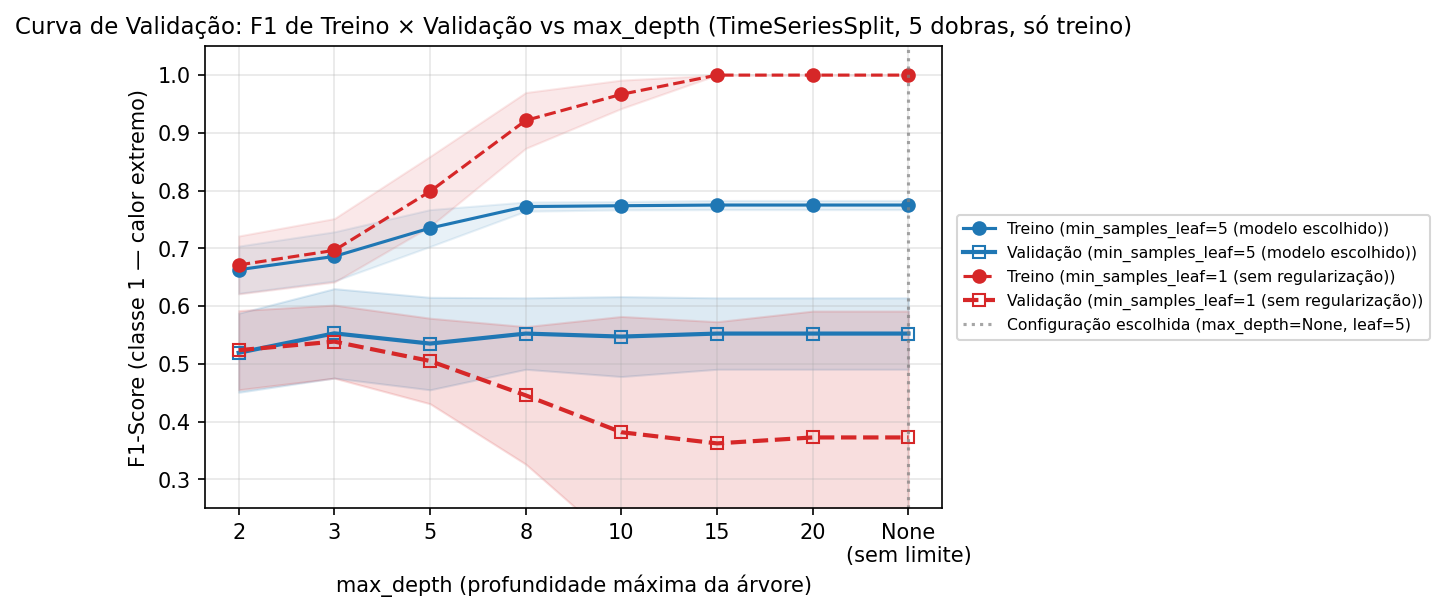 Curva de Validação: F1 de Treino × Validação vs max_depth (TimeSeriesSplit, 5 dobras, só treino)
F1-Score (classe 1 — calor extremo)
1.0
0.9
0.8
0.7
0.6
0.5
0.4
0.3
2
3
5
8
10
15
20
None
(sem limite)
max_depth (profundidade máxima da árvore)
Treino (min_samples_leaf=5 (modelo escolhido))
Validação (min_samples_leaf=5 (modelo escolhido))
Treino (min_samples_leaf=1 (sem regularização))
Validação (min_samples_leaf=1 (sem regularização))
Configuração escolhida (max_depth=None, leaf=5)